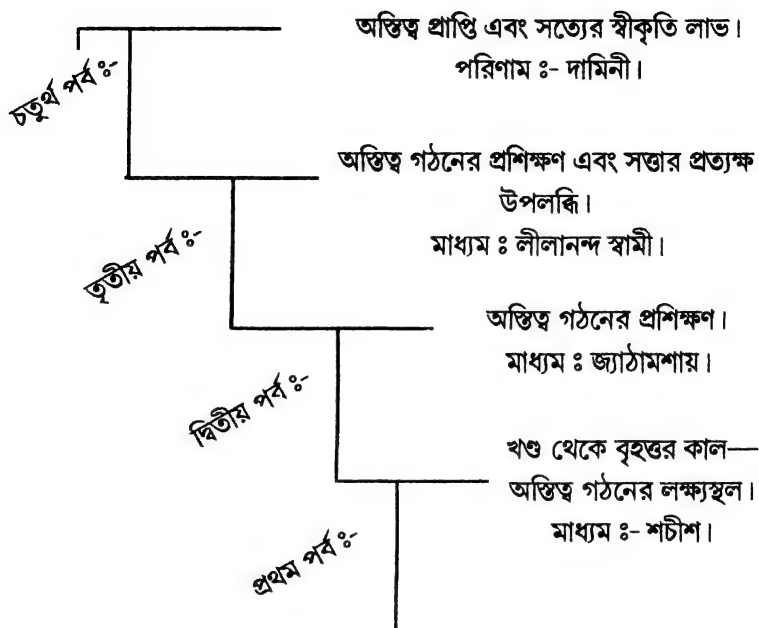 অস্তিত্ব প্রাপ্তি এবং সত্যের স্বীকৃতি লাভ।
পরিণাম ঃ- দামিনী।
চতুর্থ পর্ব ঃ-
অস্তিত্ব গঠনের প্রশিক্ষণ এবং সত্তার প্রত্যক্ষ
উপলব্ধি।
মাধ্যম ঃ লীলানন্দ স্বামী।
তৃতীয় পর্ব ঃ-
অস্তিত্ব গঠনের প্রশিক্ষণ।
মাধ্যম ঃ জ্যাঠামশায়।
দ্বিতীয় পর্ব ঃ-
খণ্ড থেকে বৃহত্তর কাল—
অস্তিত্ব গঠনের লক্ষ্যস্থল।
মাধ্যম ঃ- শচীশ।
প্রথম পর্ব ঃ-